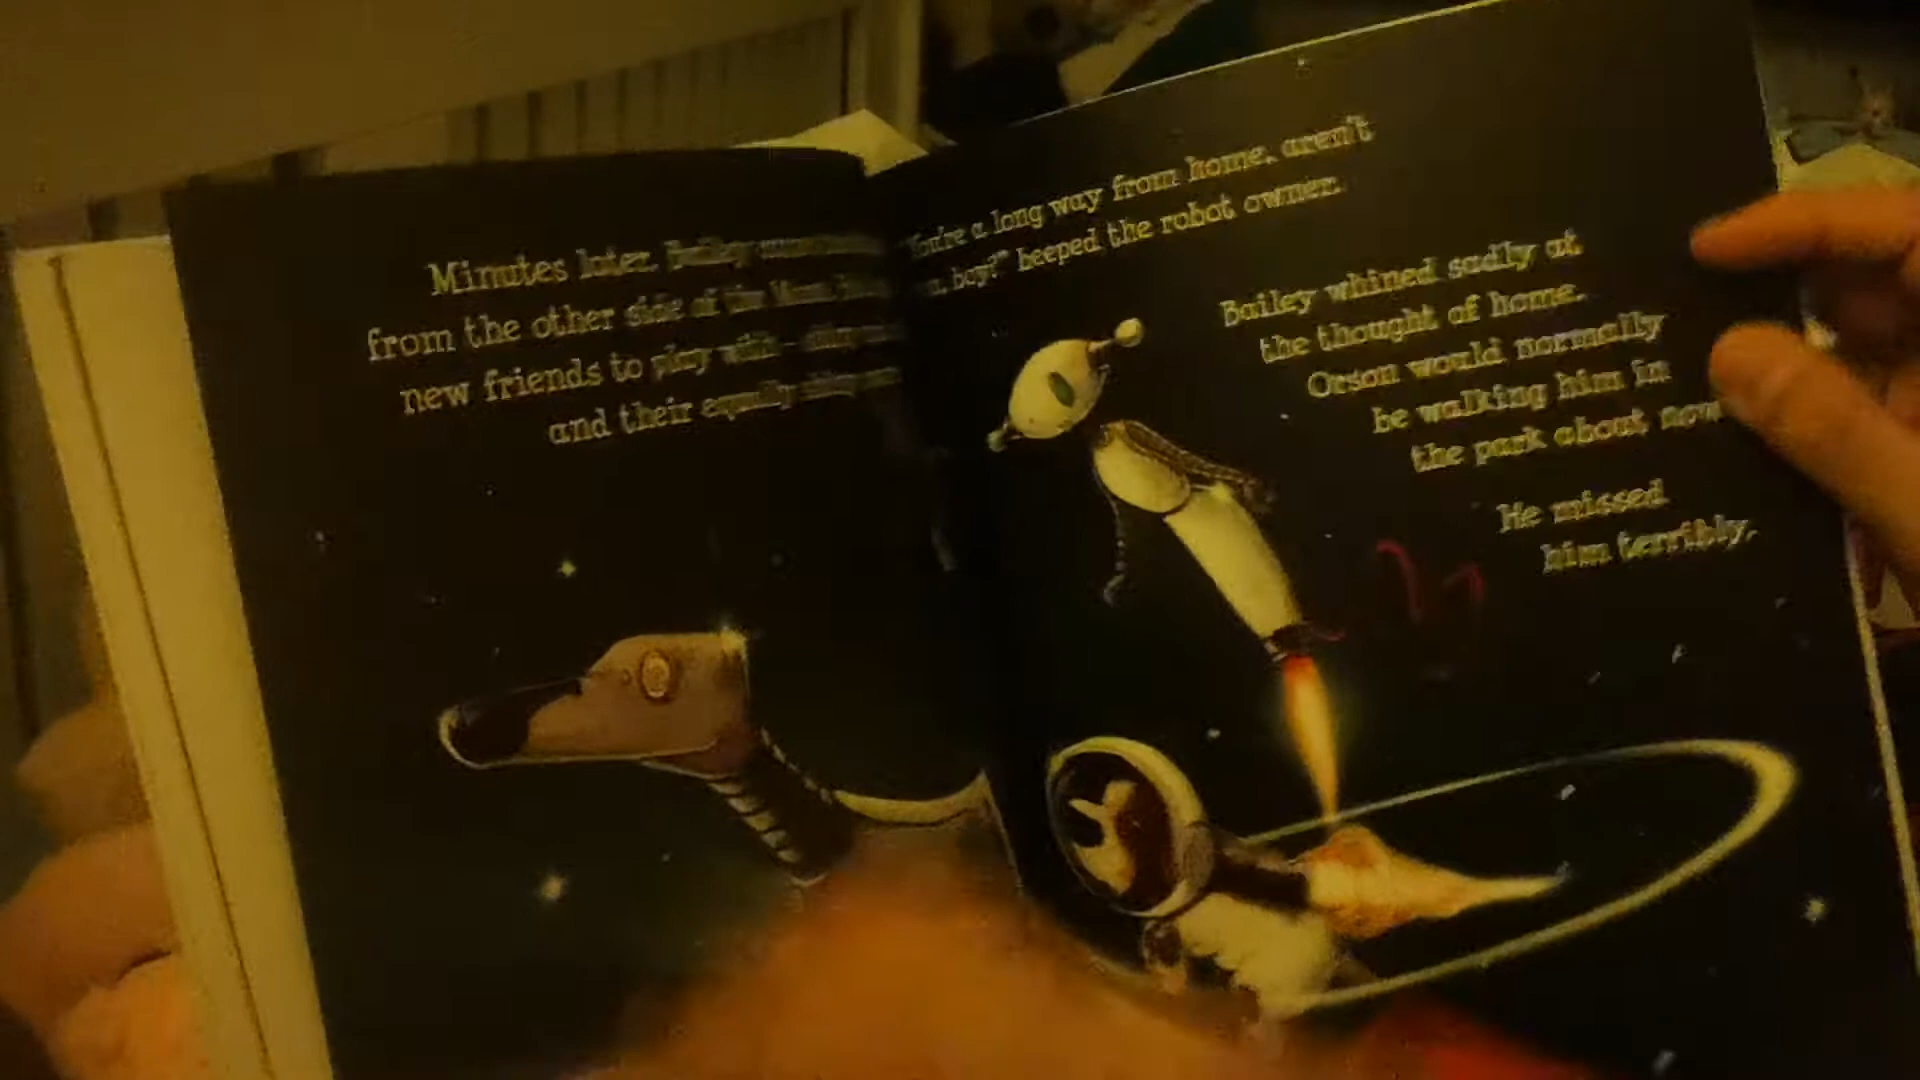 Minutes later, Bailey
from the other side of the Moon
new friends to play with -
and their equally
"You're a long way from home, aren't
boy?" beeped the robot owner.
Bailey whined sadly at
the thought of home.
Orson would normally
be walking him in
the park about now
He missed
him terribly.